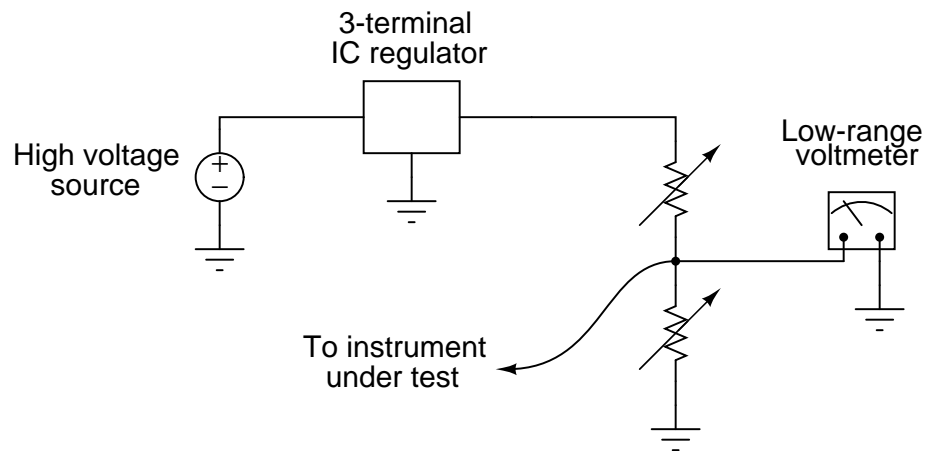 3-terminal
IC regulator
High voltage
source
+
−
Low-range
voltmeter
To instrument
under test